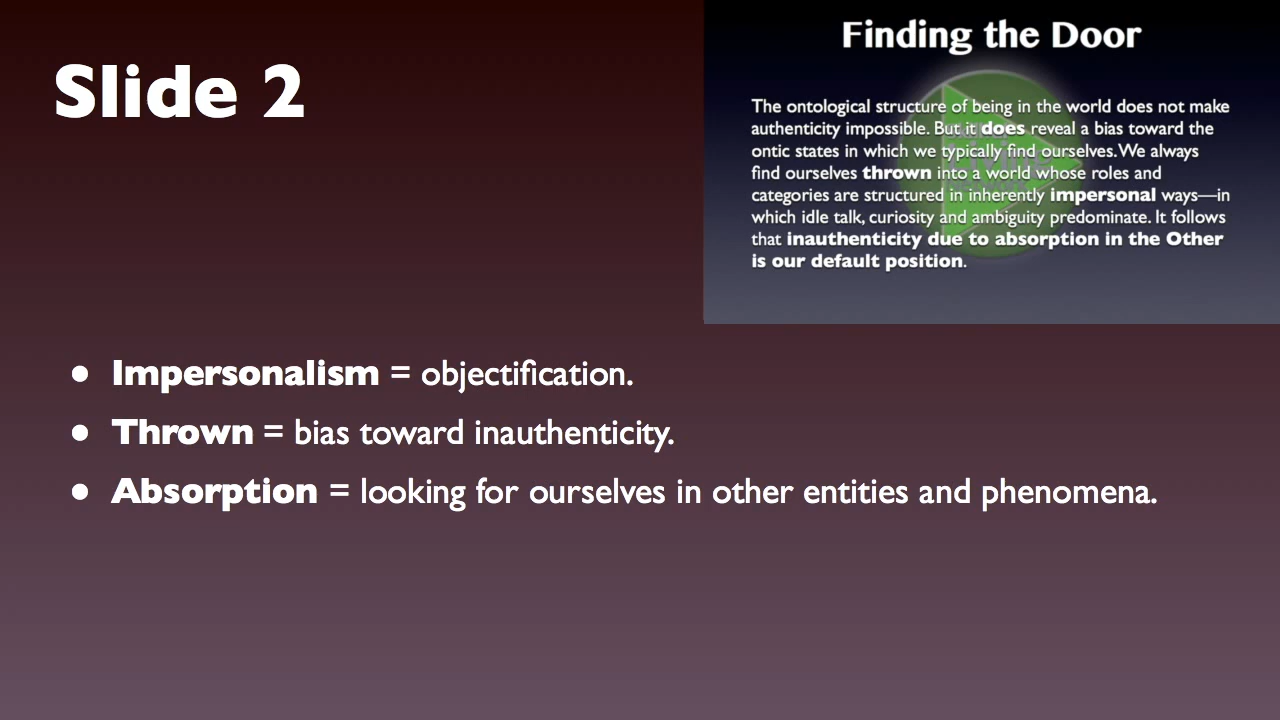 Slide 2
Finding the Door
The ontological structure of being in the world does not make
authenticity impossible. But it does reveal a bias toward the
ontic states in which we typically find ourselves. We always
find ourselves thrown into a world whose roles and
categories are structured in inherently impersonal ways—in
which idle talk, curiosity and ambiguity predominate. It follows
that inauthenticity due to absorption in the Other
is our default position.
● Impersonalism = objectification.
● Thrown = bias toward inauthenticity.
● Absorption = looking for ourselves in other entities and phenomena.